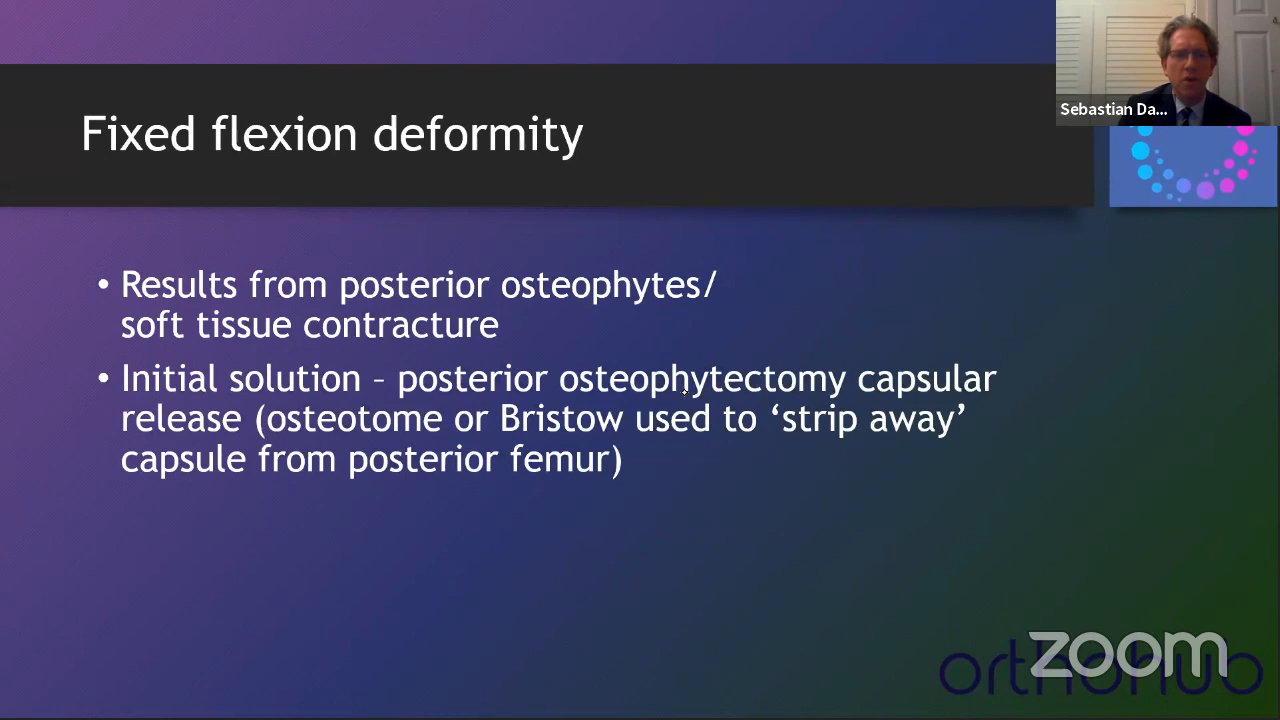 Sebastian Da...
Fixed flexion deformity
• Results from posterior osteophytes/
soft tissue contracture
• Initial solution – posterior osteophytectomy capsular
release (osteotome or Bristow used to ‘strip away’
capsule from posterior femur)
zoom
orthohub